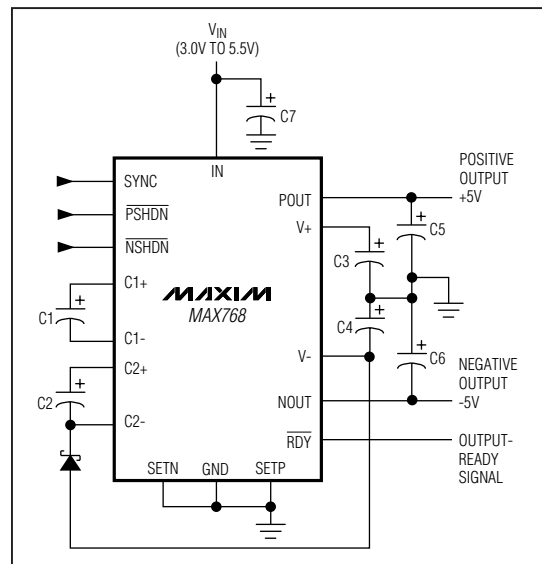 VIN
(3.0V TO 5.5V)
+
C7
IN
SYNC
PSHDN
NSHDN
C1+
+
C1
C1-
C2+
+
C2
C2-
MAXIM
MAX768
POUT
V+
POSITIVE
OUTPUT
+5V
+
C5
+
C3
+
C4
V-
+
C6
NOUT
NEGATIVE
OUTPUT
-5V
RDY
OUTPUT-
READY
SIGNAL
SETN
GND
SETP